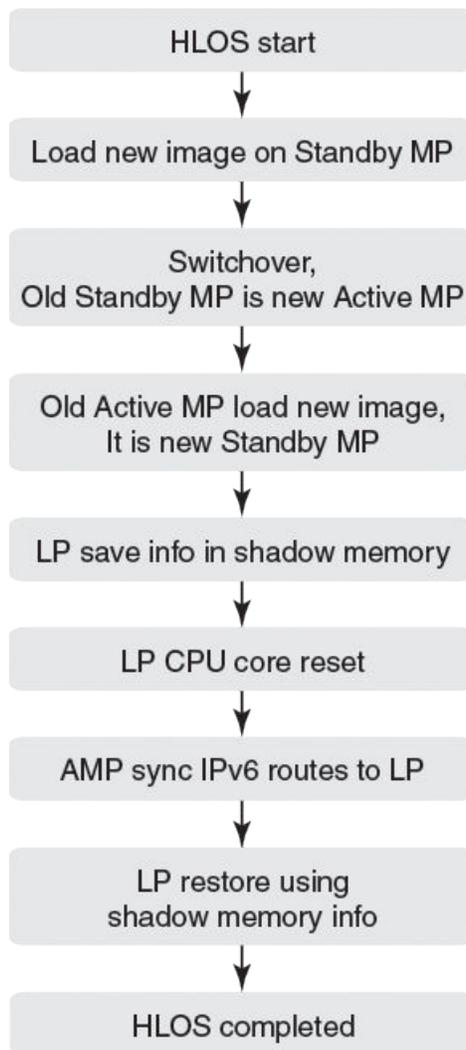 HLOS start
Load new image on Standby MP
Switchover,
Old Standby MP is new Active MP
Old Active MP load new image,
It is new Standby MP
LP save info in shadow memory
LP CPU core reset
AMP sync IPv6 routes to LP
LP restore using
shadow memory info
HLOS completed